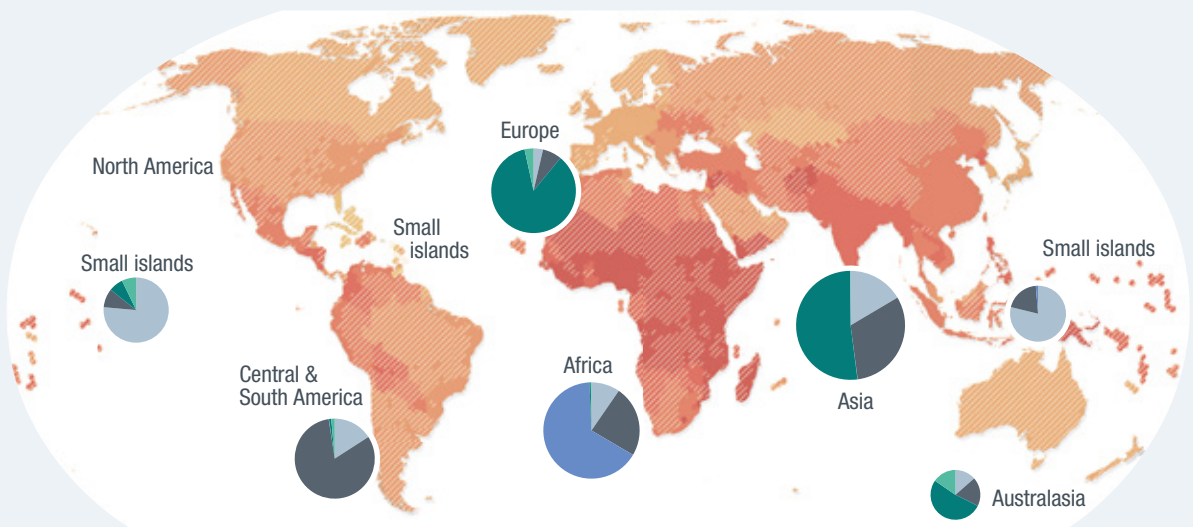 Europe
North America
Small
islands
Small islands
Small islands
Africa
Central &
South America
Asia
Australasia